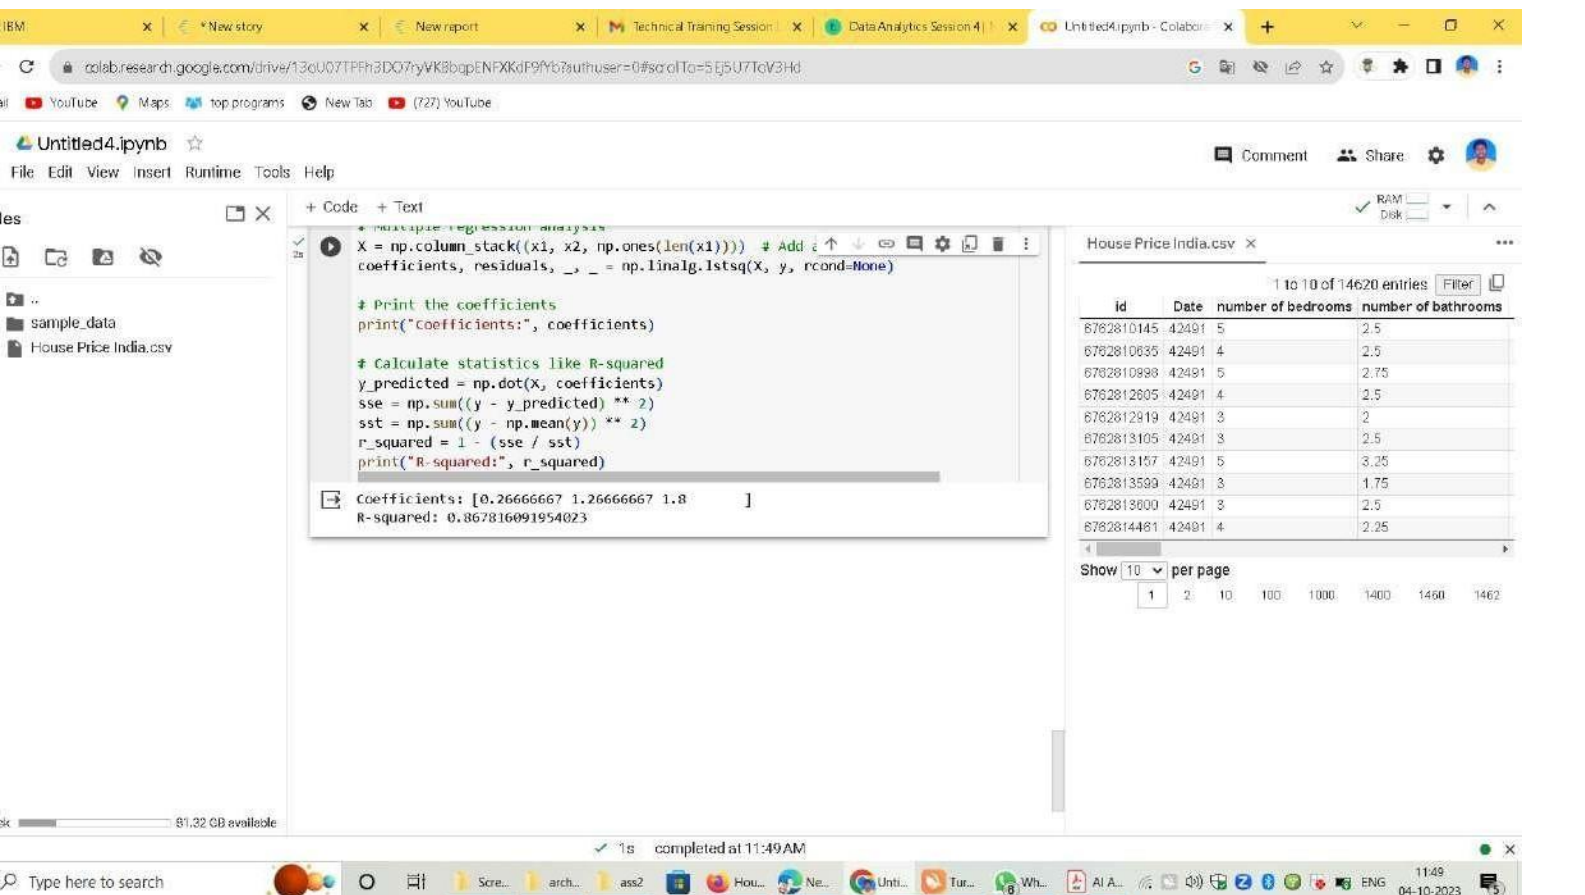 IBM
* New story
New report
Technical Training Session
Data Analytics Session 4 |
Untitled4.ipynb - Colabora
colab.research.google.com/drive/13oU07TPFh3DO7ryVKBbqpENFXKdP9fYb?authuser=0#scrollTo=5Ej5U7ToV3Hd
YouTube
Maps
top programs
New Tab
(727) YouTube
Untitled4.ipynb
File Edit View Insert Runtime Tools Help
Comment
Share
les
+ Code + Text
RAM
Disk
..
sample_data
House Price India.csv
81.32 GB available
# Multiple regression analysis
X = np.column_stack((x1, x2, np.ones(len(x1)))) # Add a
coefficients, residuals, _, _ = np.linalg.lstsq(X, y, rcond=None)
# Print the coefficients
print("Coefficients:", coefficients)
# Calculate statistics like R-squared
y_predicted = np.dot(X, coefficients)
sse = np.sum((y - y_predicted) ** 2)
sst = np.sum((y - np.mean(y)) ** 2)
r_squared = 1 - (sse / sst)
print("R-squared:", r_squared)
2s
Coefficients: [0.26666667 1.26666667 1.8 ]
R-squared: 0.867816091954023
House Price India.csv
1 to 10 of 14620 entries Filter
id Date number of bedrooms number of bathrooms
6762810145 42491 5 2.5
6762810635 42491 4 2.5
6762810998 42491 5 2.75
6762812605 42491 4 2.5
6762812919 42491 3 2
6762813105 42491 3 2.5
6762813157 42491 5 3.25
6762813599 42491 3 1.75
6762813600 42491 3 2.5
6762814461 42491 4 2.25
Show 10 per page
1 2 10 100 1000 1400 1460 1462
1s completed at 11:49 AM
Type here to search
Scre...
arch...
ass2
Hou...
Ne...
Unti...
Tur...
Wh...
AI A...
ENG
11:49
04-10-2023